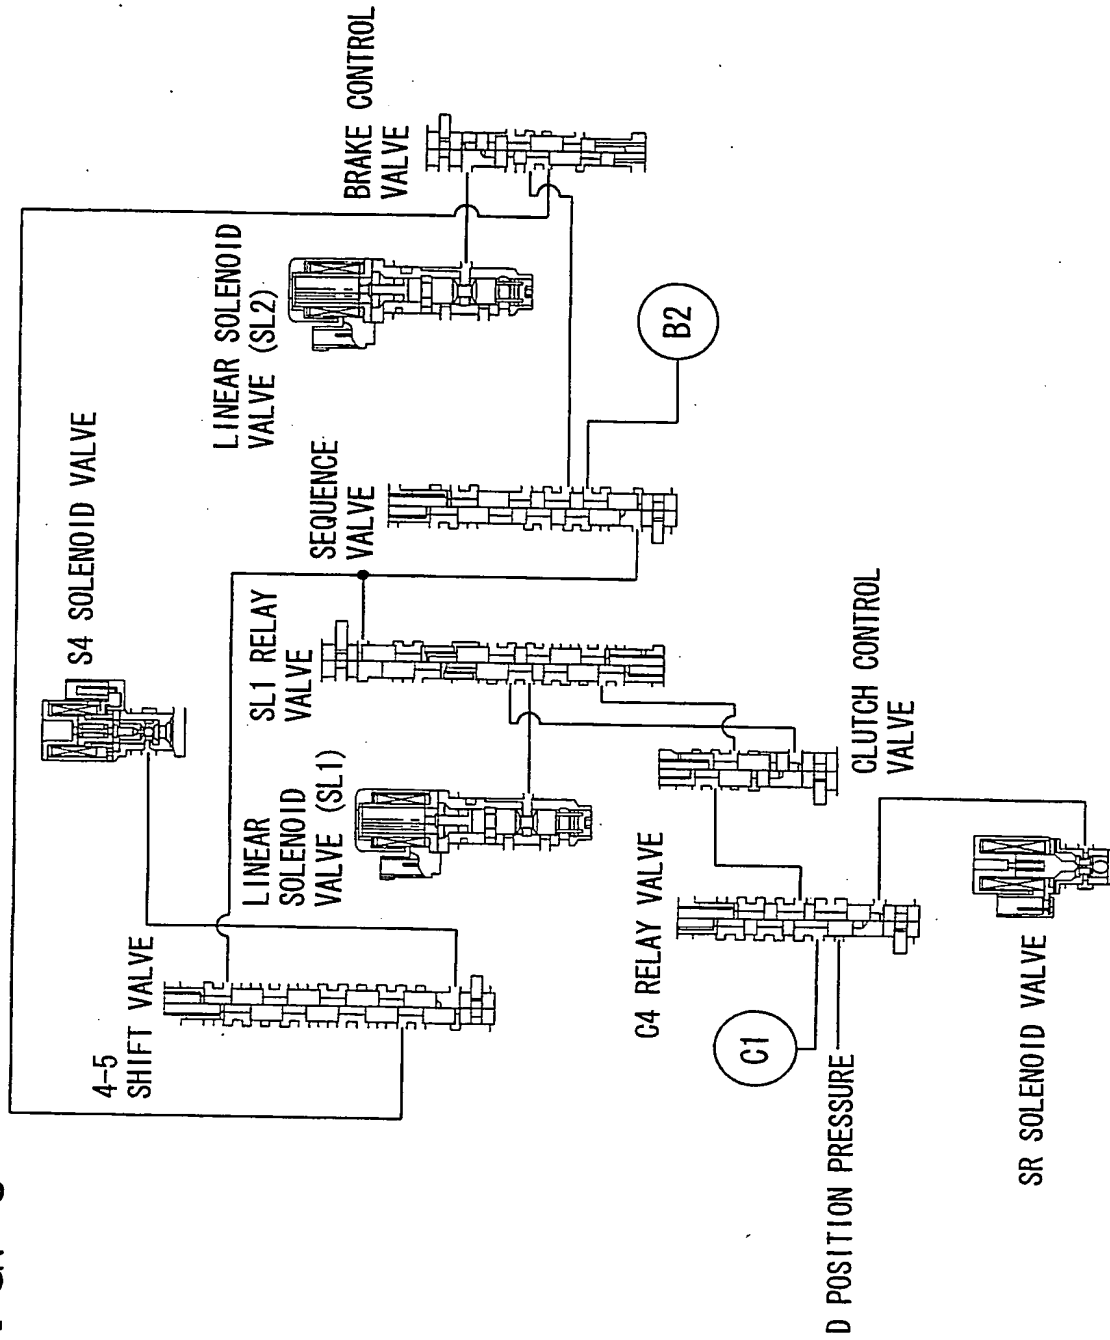 S4 SOLENOID VALVE
4-5
SHIFT VALVE
LINEAR SOLENOID
VALVE (SL2)
BRAKE CONTROL
VALVE
SEQUENCE
VALVE
SL1 RELAY
VALVE
LINEAR
SOLENOID
VALVE (SL1)
B2
C4 RELAY VALVE
CLUTCH CONTROL
VALVE
C1
D POSITION PRESSURE
SR SOLENOID VALVE